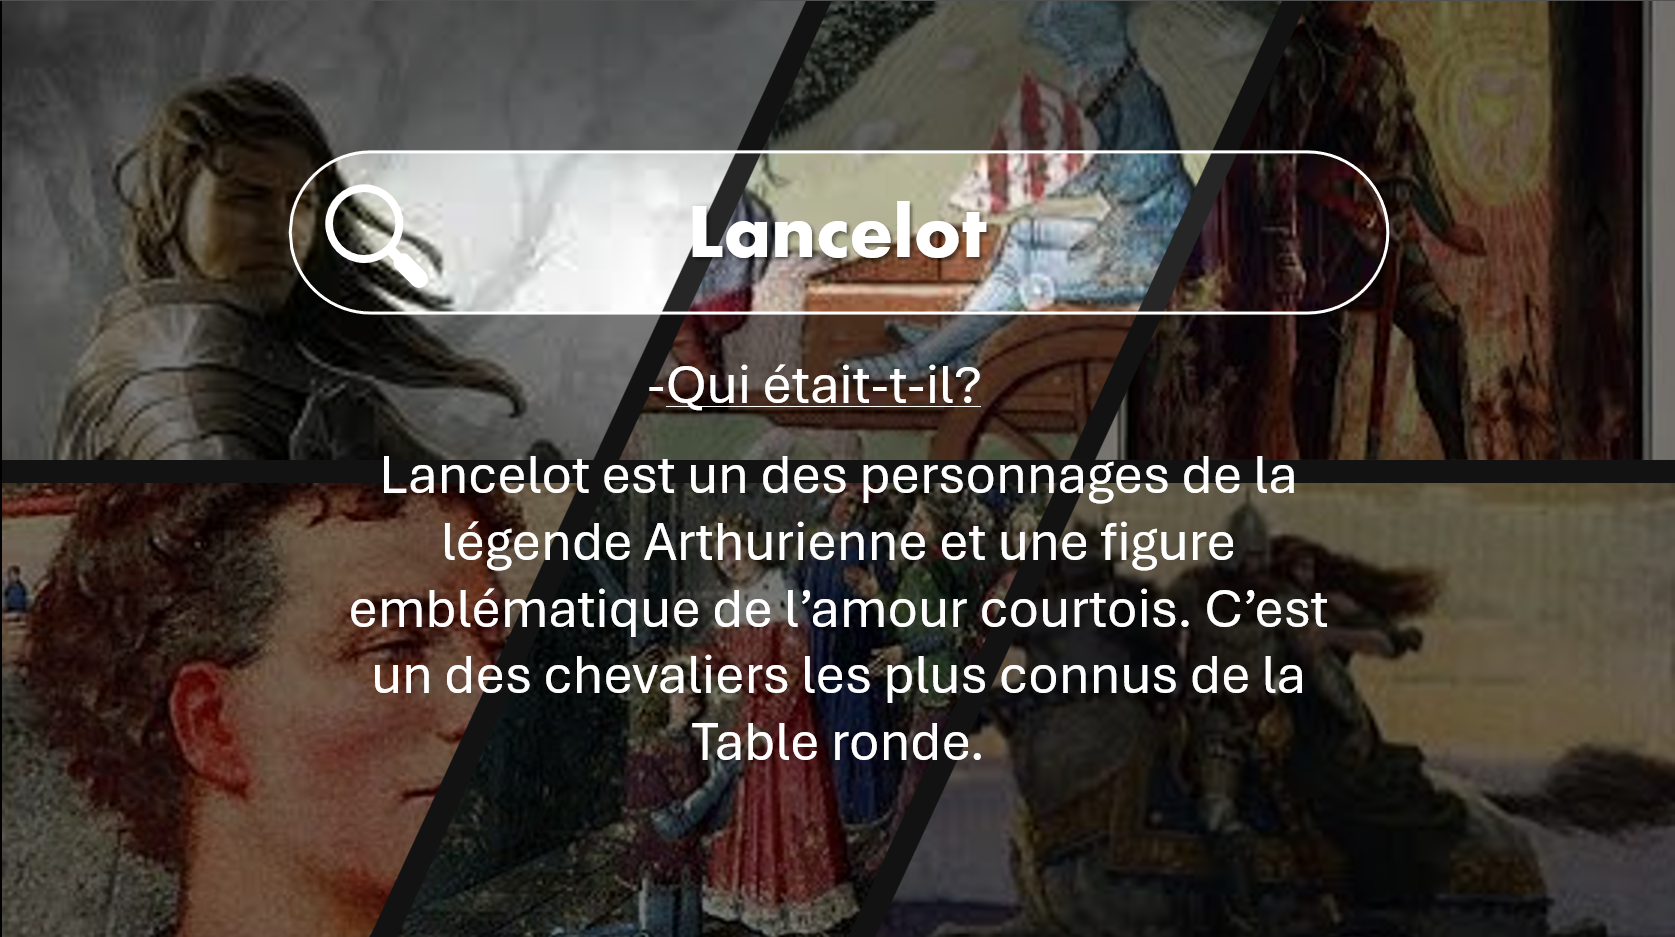 Lancelot
-Qui était-t-il?
Lancelot est un des personnages de la
légende Arthurienne et une figure
emblématique de l’amour courtois. C’est
un des chevaliers les plus connus de la
Table ronde.